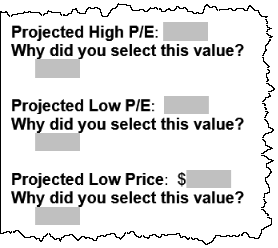 Projected High P/E:
Why did you select this value?
Projected Low P/E:
Why did you select this value?
Projected Low Price: $
Why did you select this value?